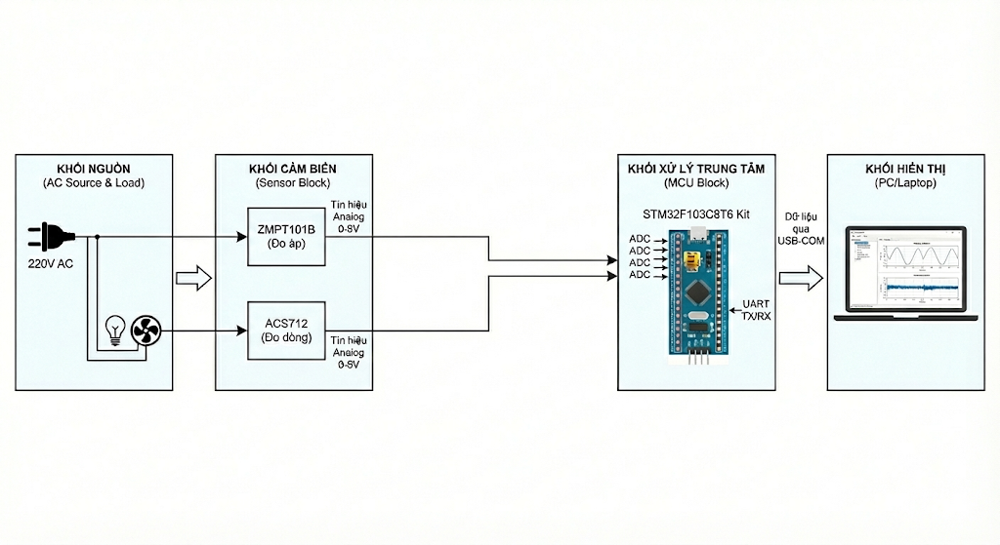 KHỐI NGUỒN
(AC Source & Load)
220V AC
KHỐI CẢM BIẾN
(Sensor Block)
ZMPT101B
(Đo áp)
Tín hiệu
Analog
0-5V
ACS712
(Đo dòng)
Tín hiệu
Analog
0-5V
KHỐI XỬ LÝ TRUNG TÂM
(MCU Block)
STM32F103C8T6 Kit
ADC
ADC
ADC
ADC
UART
TX/RX
Dữ liệu
qua
USB-COM
KHỐI HIỂN THỊ
(PC/Laptop)